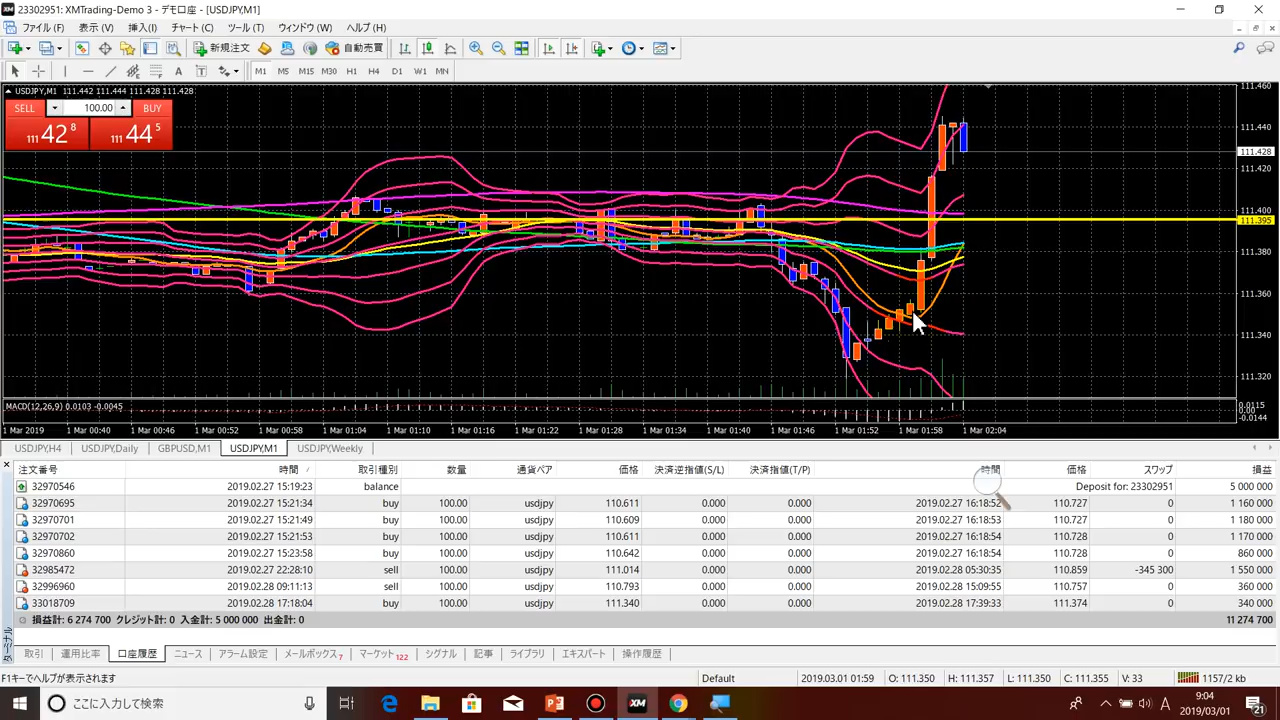 23302951: XMTrading-Demo 3 - デモ口座 - [USDJPY,M1]
ファイル (F) 表示 (V) 挿入(I) チャート (C) ツール (T) ウィンドウ (W) ヘルプ (H)
新規注文 自動売買
A T M1 M5 M15 M30 H1 H4 D1 W1 MN
USDJPY,M1 111.442 111.444 111.428 111.428
SELL 100.00 BUY
111 42 8 111 44 5
111.460
111.440
111.428
111.420
111.400
111.395
111.380
111.360
111.340
111.320
MACD(12,26,9) 0.0103 -0.0045
0.0115
0.00
-0.0144
1 Mar 2019 1 Mar 00:40 1 Mar 00:46 1 Mar 00:52 1 Mar 00:58 1 Mar 01:04 1 Mar 01:10 1 Mar 01:16 1 Mar 01:22 1 Mar 01:28 1 Mar 01:34 1 Mar 01:40 1 Mar 01:46 1 Mar 01:52 1 Mar 01:58 1 Mar 02:04
USDJPY,H4 USDJPY,Daily GBPUSD,M1 USDJPY,M1 USDJPY,Weekly
注文番号 時間 取引種別 数量 通貨ペア 価格 決済逆指値(S/L) 決済指値(T/P) 時間 価格 スワップ 損益
32970546 2019.02.27 15:19:23 balance Deposit for: 23302951 5 000 000
32970695 2019.02.27 15:21:34 buy 100.00 usdjpy 110.611 0.000 0.000 2019.02.27 16:18:52 110.727 0 1 160 000
32970701 2019.02.27 15:21:49 buy 100.00 usdjpy 110.609 0.000 0.000 2019.02.27 16:18:53 110.727 0 1 180 000
32970702 2019.02.27 15:21:53 buy 100.00 usdjpy 110.611 0.000 0.000 2019.02.27 16:18:54 110.728 0 1 170 000
32970860 2019.02.27 15:23:58 buy 100.00 usdjpy 110.642 0.000 0.000 2019.02.27 16:18:54 110.728 0 860 000
32985472 2019.02.27 22:28:10 sell 100.00 usdjpy 111.014 0.000 0.000 2019.02.28 05:30:35 110.859 -345 300 1 550 000
32996960 2019.02.28 09:11:13 sell 100.00 usdjpy 110.793 0.000 0.000 2019.02.28 15:09:55 110.757 0 360 000
33018709 2019.02.28 17:18:04 buy 100.00 usdjpy 111.340 0.000 0.000 2019.02.28 17:39:33 111.374 0 340 000
損益計: 6 274 700 クレジット計: 0 入金計: 5 000 000 出金計: 0 11 274 700
ターミナル
取引 運用比率 口座履歴 ニュース アラーム設定 メールボックス 7 マーケット 122 シグナル 記事 ライブラリ エキスパート 操作履歴
F1キーでヘルプが表示されます Default 2019.03.01 01:59 O: 111.350 H: 111.357 L: 111.350 C: 111.355 V: 33 1157/2 kb
ここに入力して検索 XM A 9:04
2019/03/01 21